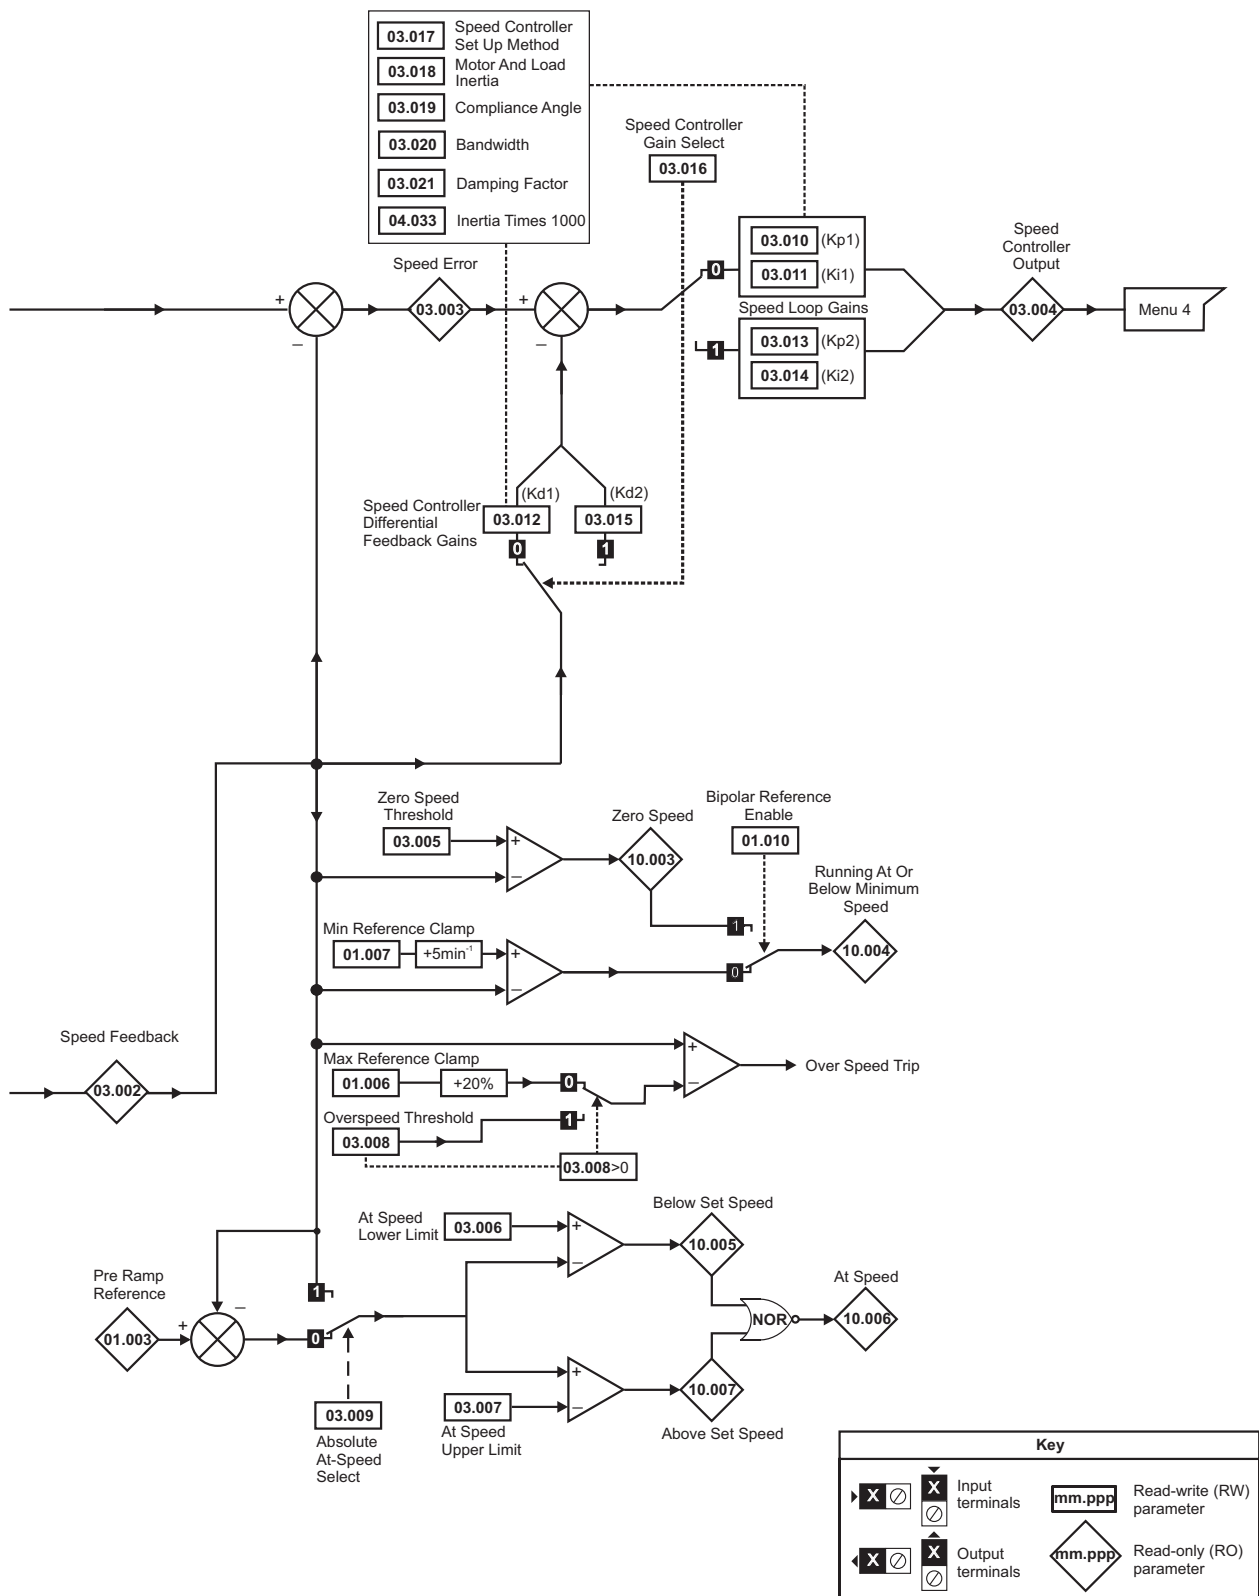 03.017 Speed Controller
Set Up Method
03.018 Motor And Load
Inertia
03.019 Compliance Angle
03.020 Bandwidth
03.021 Damping Factor
04.033 Inertia Times 1000
Speed Controller
Gain Select
03.016
Speed Error
+
–
03.003
+
–
0
03.010 (Kp1)
03.011 (Ki1)
Speed Loop Gains
1
03.013 (Kp2)
03.014 (Ki2)
Speed
Controller
Output
03.004
Menu 4
Speed Controller
Differential
Feedback Gains
(Kd1)
03.012
0
(Kd2)
03.015
1
Zero Speed
Threshold
03.005
+
–
Zero Speed
10.003
Bipolar Reference
Enable
01.010
1
Running At Or
Below Minimum
Speed
10.004
Min Reference Clamp
01.007
+5min⁻¹
+
–
0
Speed Feedback
03.002
Max Reference Clamp
01.006
+20%
0
+
–
Over Speed Trip
Overspeed Threshold
03.008
1
03.008>0
At Speed
Lower Limit
03.006
+
–
Below Set Speed
10.005
Pre Ramp
Reference
01.003
+
–
1
0
NOR
At Speed
10.006
03.009
Absolute
At-Speed
Select
03.007
At Speed
Upper Limit
+
–
10.007
Above Set Speed
Key
X
X
Input
terminals
mm.ppp
Read-write (RW)
parameter
X
X
Output
terminals
mm.ppp
Read-only (RO)
parameter